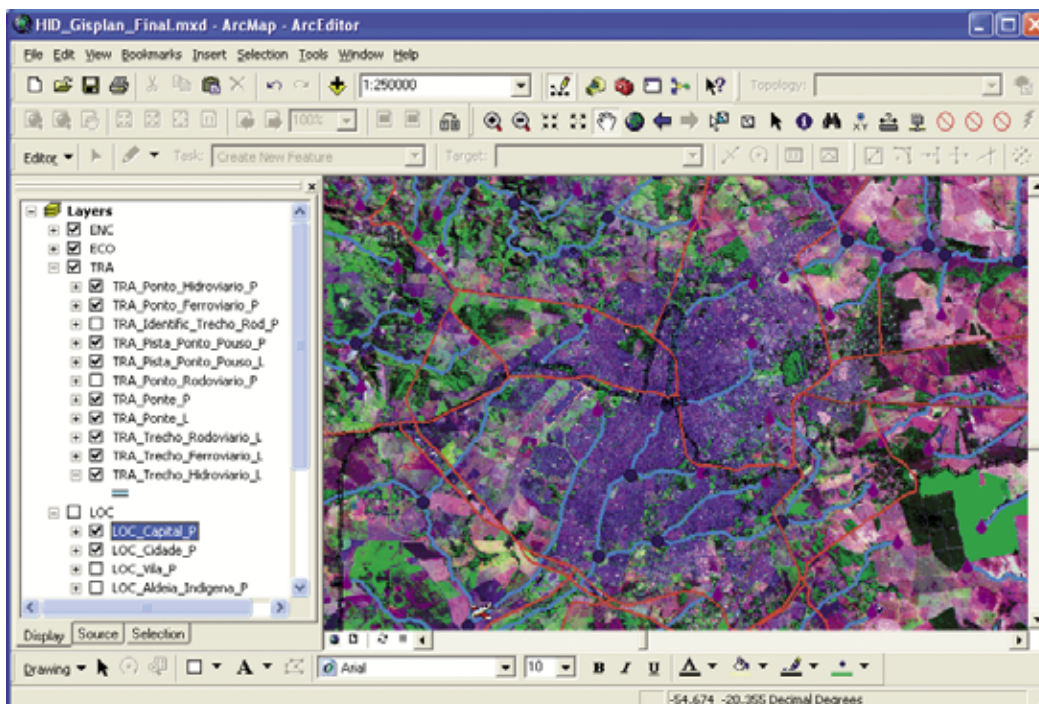 HID_Gisplan_Final.mxd - ArcMap - ArcEditor
File Edit View Bookmarks Insert Selection Tools Window Help
1:250000 Topology:
100%
Editor Task: Create New Feature Target:
Layers
ENC
ECO
TRA
TRA_Ponto_Hidroviario_P
TRA_Ponto_Ferroviario_P
TRA_Identific_Trecho_Rod_P
TRA_Pista_Ponto_Pouso_P
TRA_Pista_Ponto_Pouso_L
TRA_Ponto_Rodoviario_P
TRA_Ponte_P
TRA_Ponte_L
TRA_Trecho_Rodoviario_L
TRA_Trecho_Ferroviario_L
TRA_Trecho_Hidroviario_L
LOC
LOC_Capital_P
LOC_Cidade_P
LOC_Vila_P
LOC_Aldeia_Indigena_P
Display Source Selection
Drawing A Arial 10 B I U A
-54.674 -20.355 Decimal Degrees